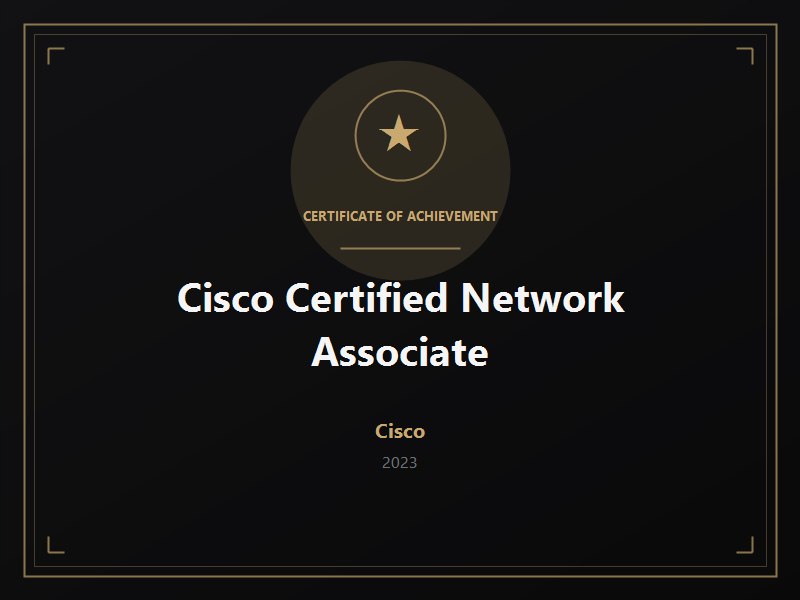 CERTIFICATE OF ACHIEVEMENT
Cisco Certified Network
Associate
Cisco
2023